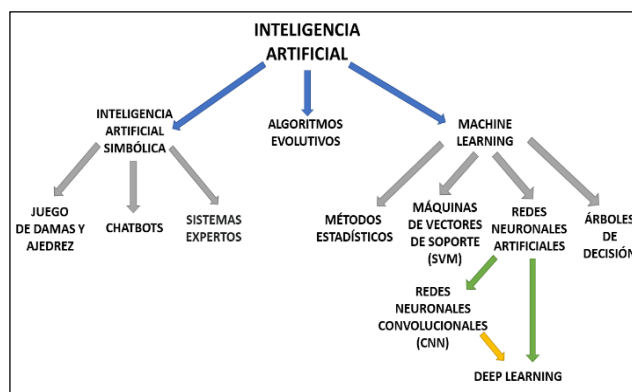 INTELIGENCIA
ARTIFICIAL
INTELIGENCIA
ARTIFICIAL
SIMBÓLICA
ALGORITMOS
EVOLUTIVOS
MACHINE
LEARNING
JUEGO
DE DAMAS Y
AJEDREZ
CHATBOTS
SISTEMAS
EXPERTOS
MÉTODOS
ESTADÍSTICOS
MÁQUINAS
DE VECTORES
DE SOPORTE
(SVM)
REDES
NEURONALES
ARTIFICIALES
ÁRBOLES
DE
DECISIÓN
REDES
NEURONALES
CONVOLUCIONALES
(CNN)
DEEP LEARNING